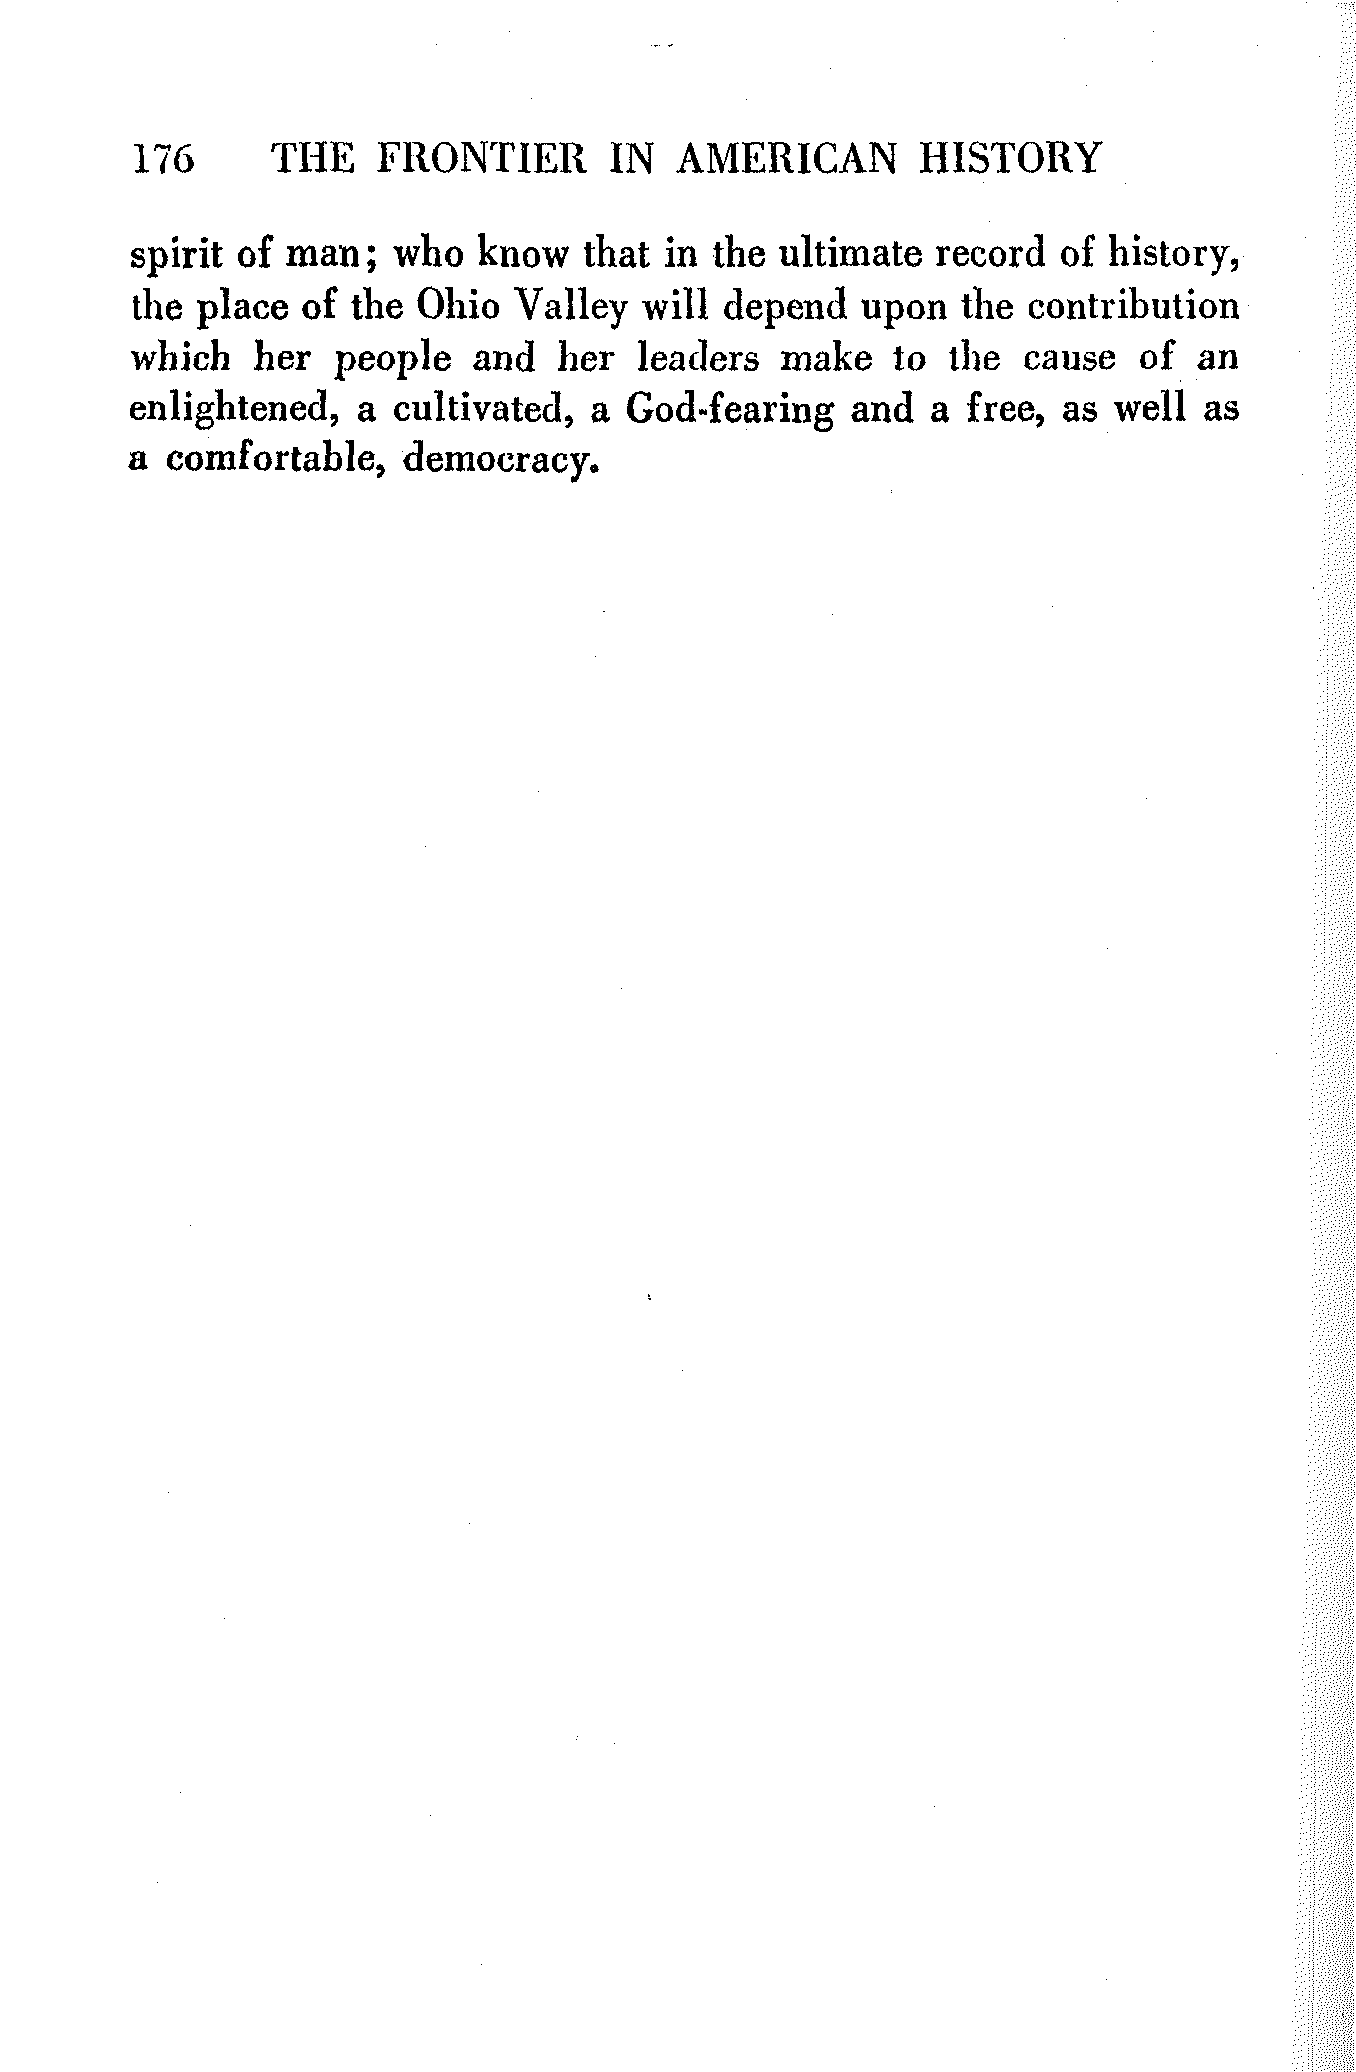 176 THE FRONTIER IN AMERICAN HISTORY
spirit of man; who know that in the ultimate record of history,
the place of the Ohio Valley will depend upon the contribution
which her people and her leaders make to the cause of an
enlightened, a cultivated, a God-fearing and a free, as well as
a comfortable, democracy.